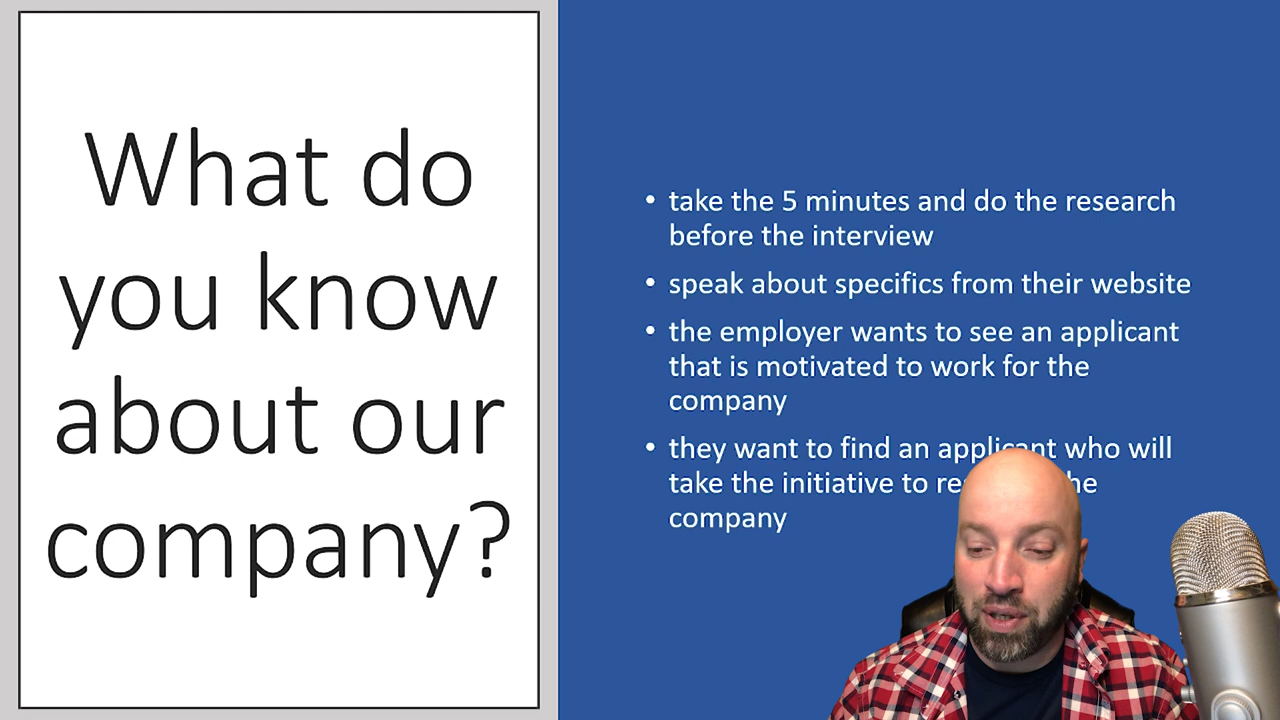 What do
you know
about our
company?
• take the 5 minutes and do the research
before the interview
• speak about specifics from their website
• the employer wants to see an applicant
that is motivated to work for the
company
• they want to find an applicant who will
take the initiative to
company